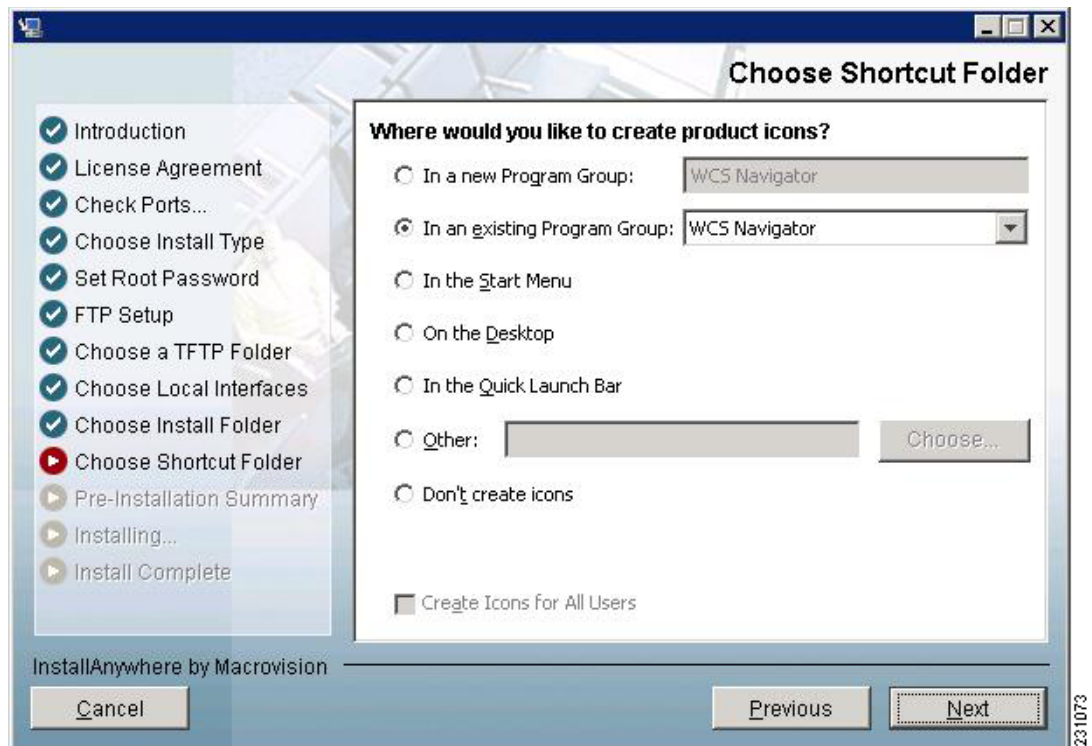 Choose Shortcut Folder
Introduction
License Agreement
Check Ports...
Choose Install Type
Set Root Password
FTP Setup
Choose a TFTP Folder
Choose Local Interfaces
Choose Install Folder
Choose Shortcut Folder
Pre-Installation Summary
Installing...
Install Complete
Where would you like to create product icons?
In a new Program Group: WCS Navigator
In an existing Program Group: WCS Navigator
In the Start Menu
On the Desktop
In the Quick Launch Bar
Other: Choose...
Don't create icons
Create Icons for All Users
InstallAnywhere by Macrovision
Cancel Previous Next
231073